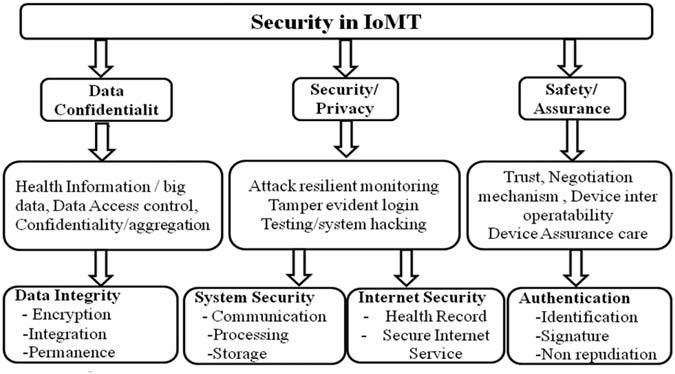 Security in IoMT
Data
Confidentialit
Security/
Privacy
Safety/
Assurance
Health Information / big
data, Data Access control,
Confidentiality/aggregation
Attack resilient monitoring
Tamper evident login
Testing/system hacking
Trust, Negotiation
mechanism , Device inter
operatability
Device Assurance care
Data Integrity
- Encryption
-Integration
-Permanence
System Security
- Communication
-Processing
-Storage
Internet Security
- Health Record
- Secure Internet
Service
Authentication
-Identification
-Signature
-Non repudiation